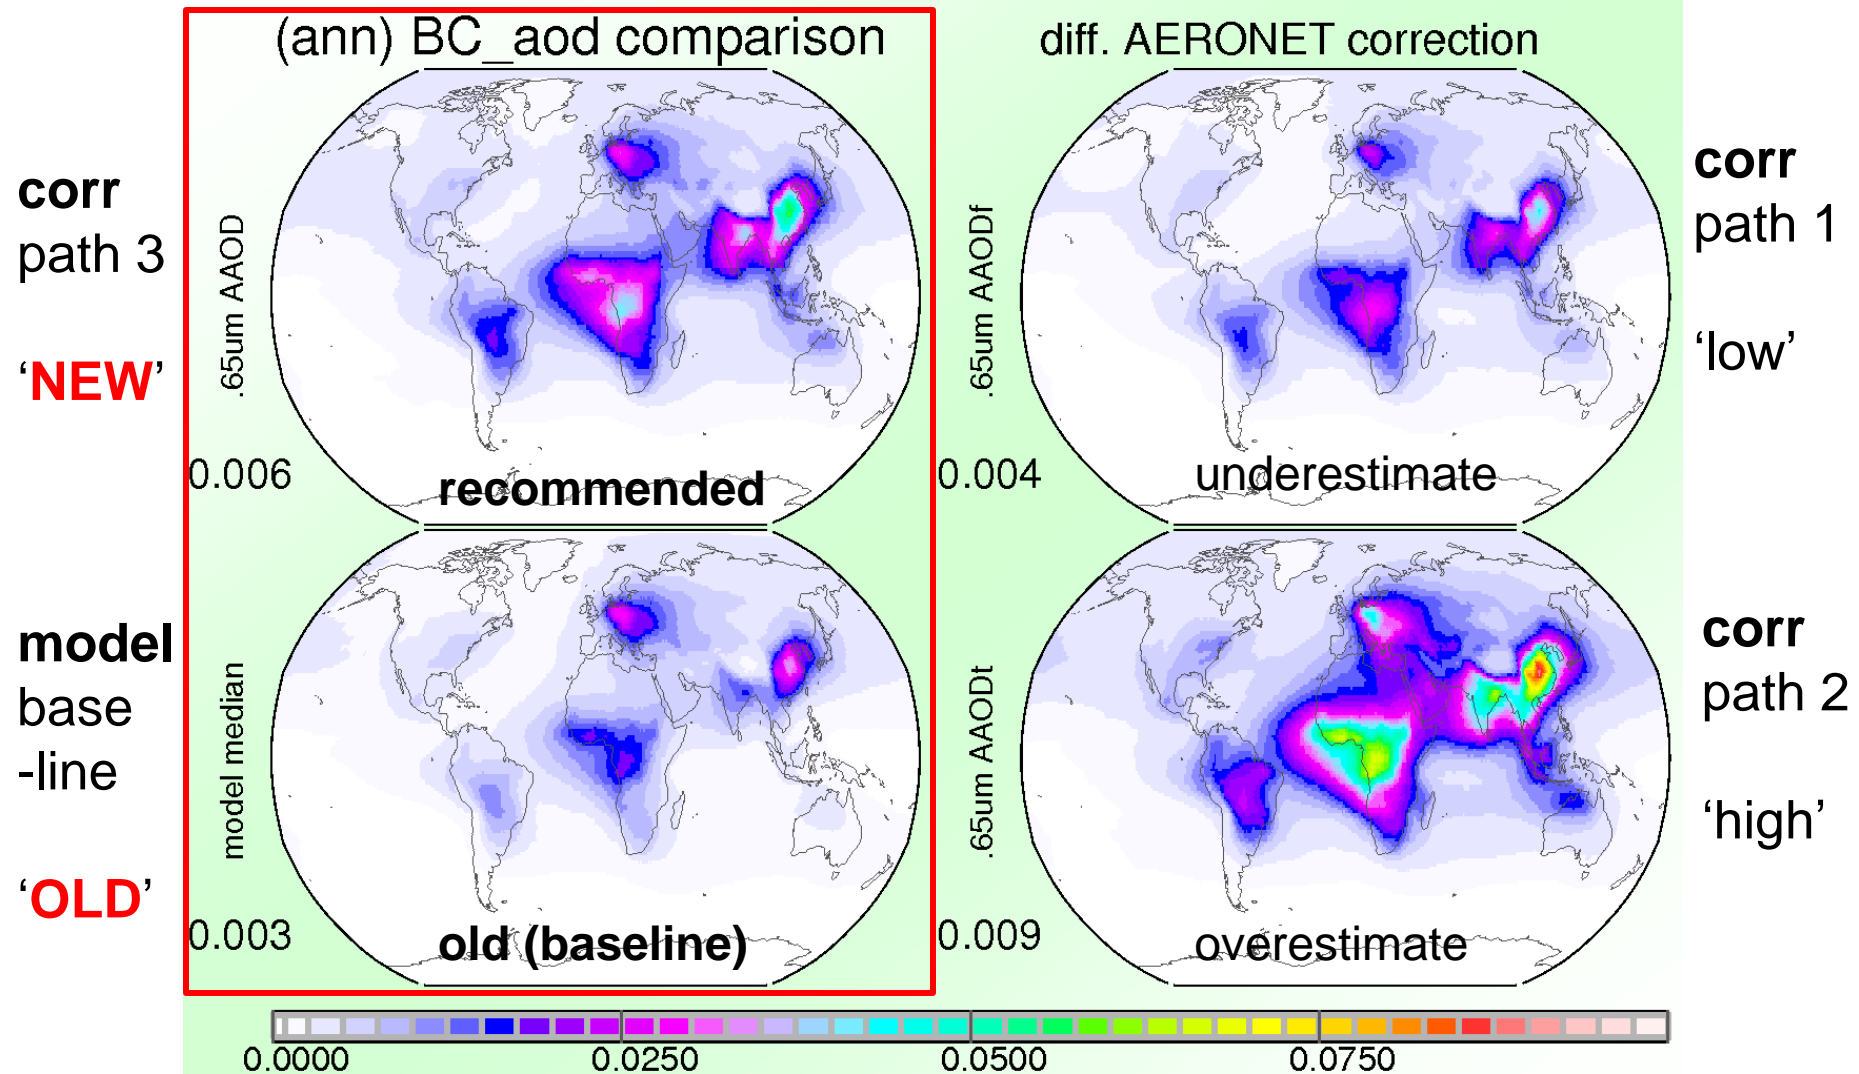 (ann) BC_aod comparison
diff. AERONET correction
corr
path 3
‘NEW’
.65um AAOD
0.006
recommended
.65um AAODf
0.004
underestimate
corr
path 1
‘low’
model
base
-line
‘OLD’
model median
0.003
old (baseline)
.65um AAODt
0.009
overestimate
corr
path 2
‘high’
0.0000 0.0250 0.0500 0.0750